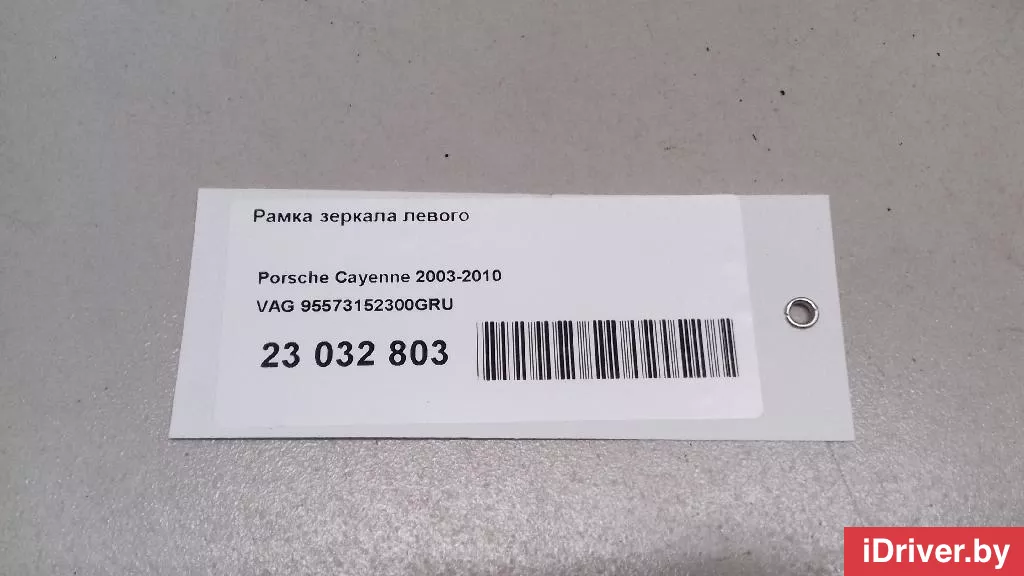 Рамка зеркала левого
Porsche Cayenne 2003-2010
VAG 95573152300GRU
23 032 803
iDriver.by